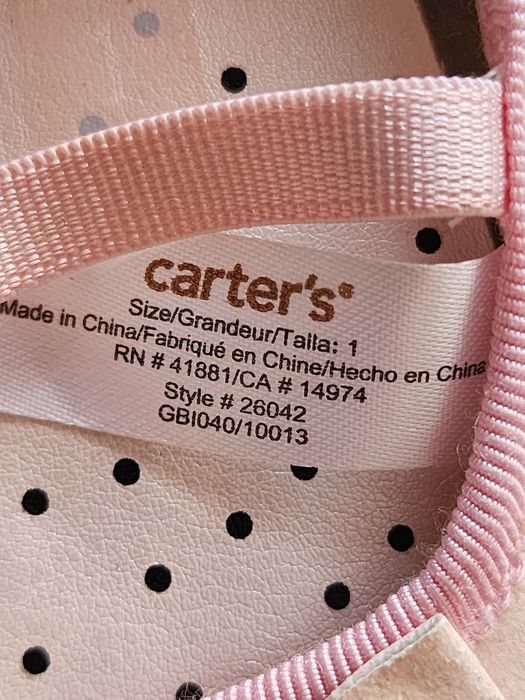 carter's®
Size/Grandeur/Talla: 1
Made in China/Fabriqué en Chine/Hecho en China
RN # 41881/CA # 14974
Style # 26042
GBI040/10013